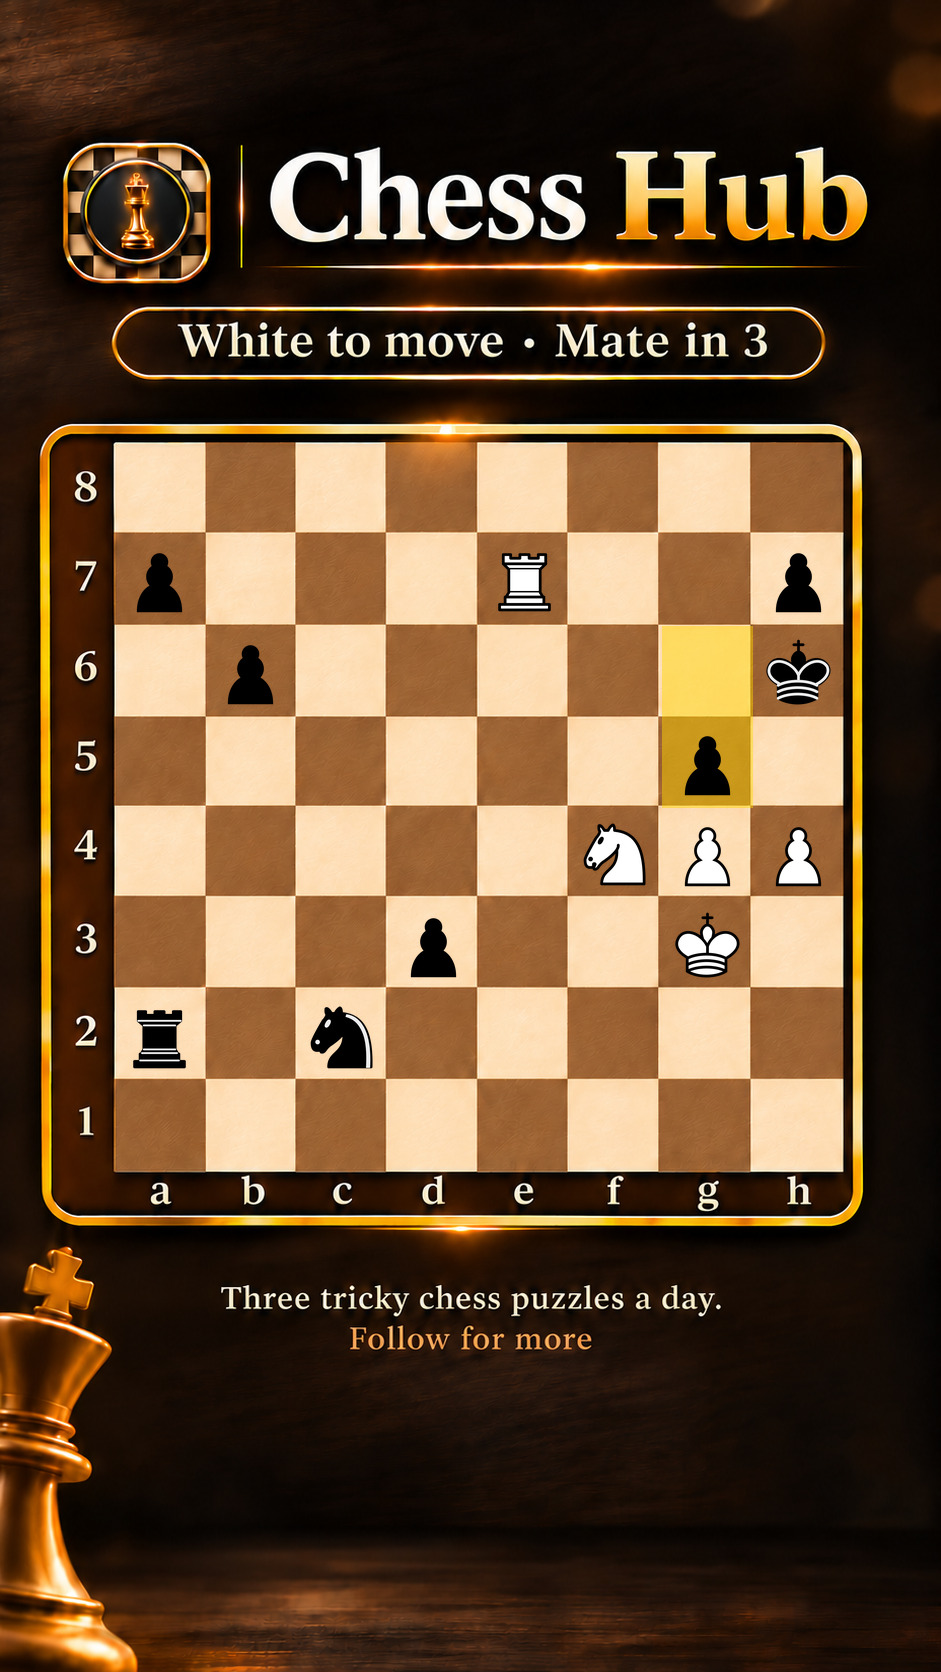 Chess Hub
White to move • Mate in 3
8
7
6
5
4
3
2
1
a b c d e f g h
Three tricky chess puzzles a day.
Follow for more